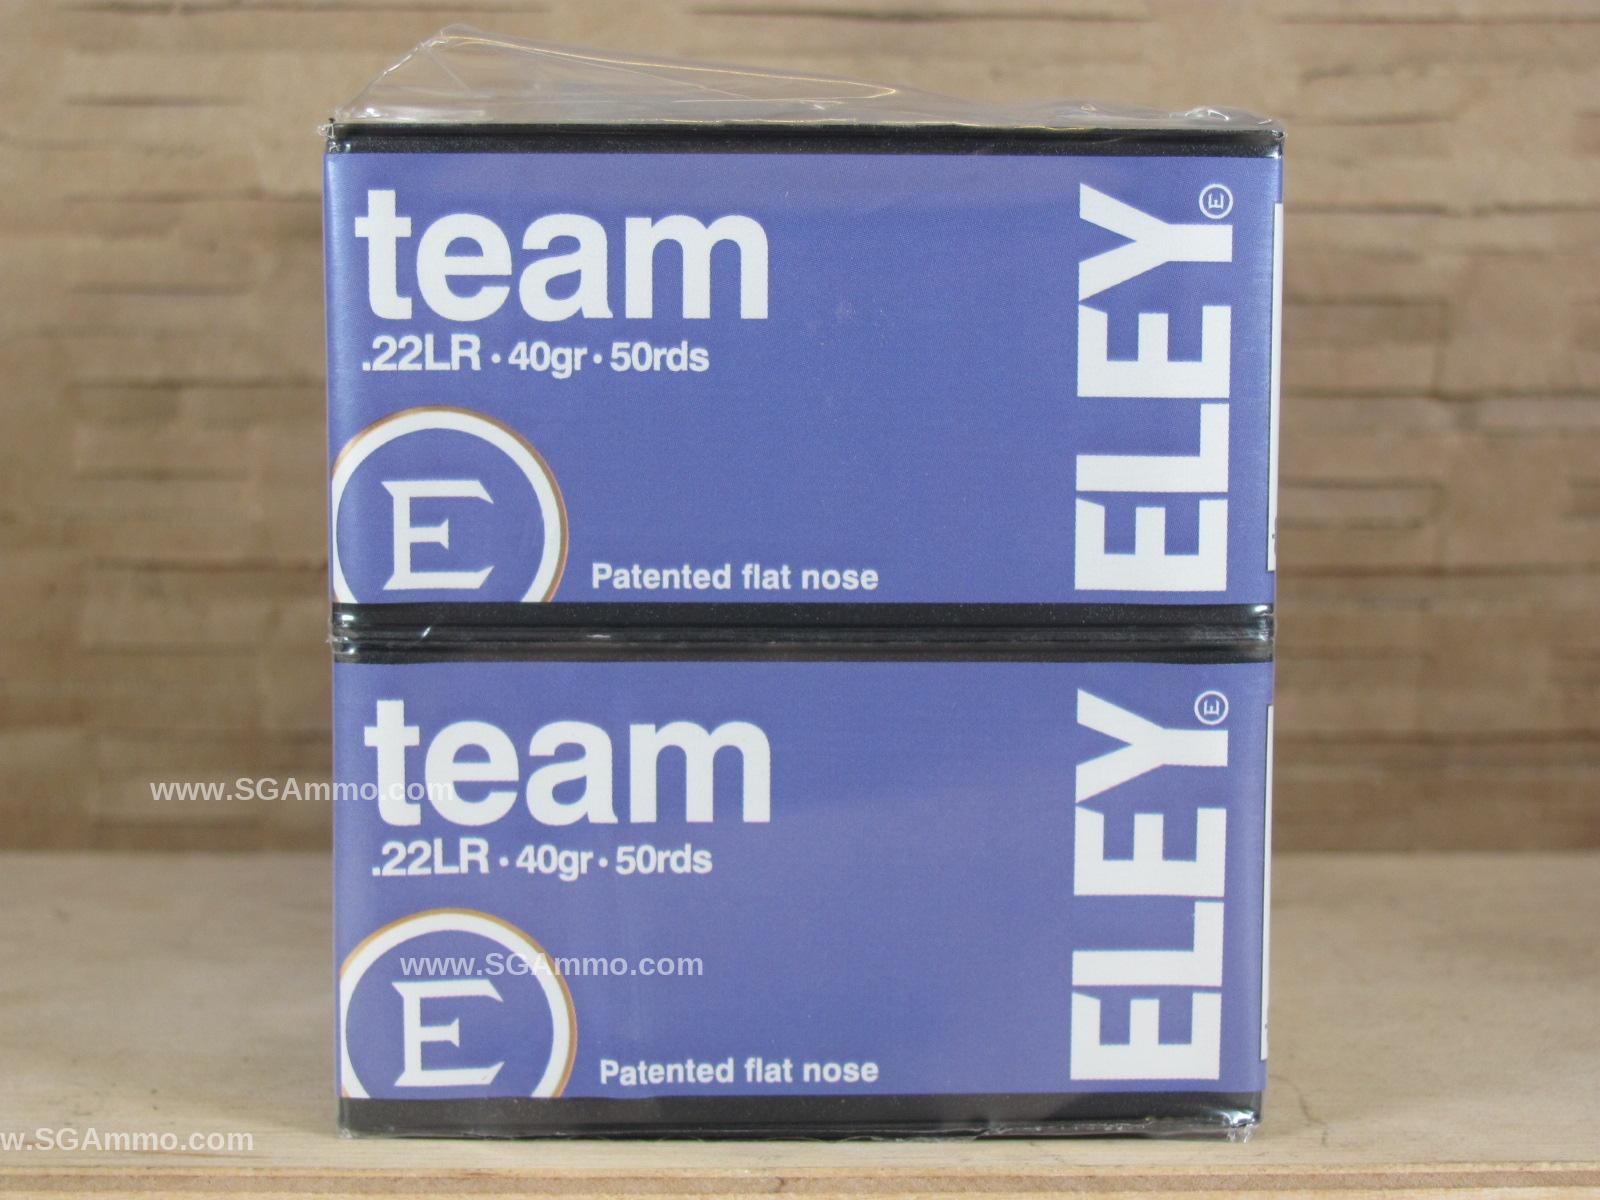 team
.22LR • 40gr • 50rds
E
Patented flat nose
ELEY
E
team
.22LR • 40gr • 50rds
E
Patented flat nose
ELEY
E
www.SGAmmo.com
www.SGAmmo.com
w.SGAmmo.com